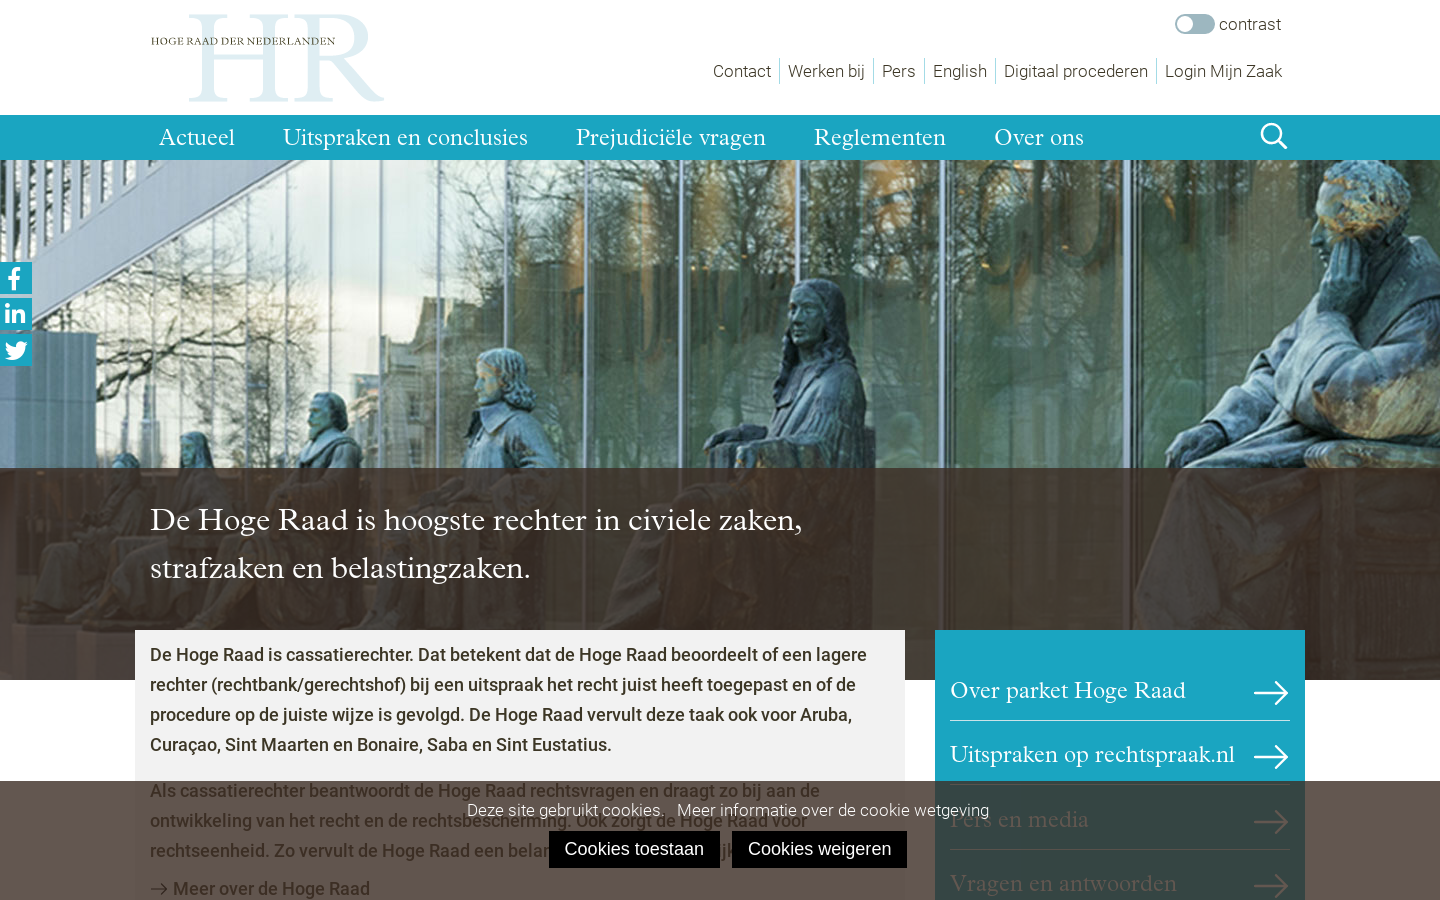 HR
HOGE RAAD DER NEDERLANDEN
contrast
Contact
Werken bij
Pers
English
Digitaal procederen
Login Mijn Zaak
Actueel
Uitspraken en conclusies
Prejudiciële vragen
Reglementen
Over ons
De Hoge Raad is hoogste rechter in civiele zaken,
strafzaken en belastingzaken.
De Hoge Raad is cassatierechter. Dat betekent dat de Hoge Raad beoordeelt of een lagere
rechter (rechtbank/gerechtshof) bij een uitspraak het recht juist heeft toegepast en of de
procedure op de juiste wijze is gevolgd. De Hoge Raad vervult deze taak ook voor Aruba,
Curaçao, Sint Maarten en Bonaire, Saba en Sint Eustatius.
Als cassatierechter beantwoordt de Hoge Raad rechtsvragen en draagt zo bij aan de
ontwikkeling van het recht en de rechtsbescherming. Ook zorgt de Hoge Raad voor
rechtseenheid. Zo vervult de Hoge Raad een
Meer over de Hoge Raad
Over parket Hoge Raad
Uitspraken op rechtspraak.nl
Pers en media
Vragen en antwoorden
Deze site gebruikt cookies.
Meer informatie over de cookie wetgeving
Cookies toestaan
Cookies weigeren